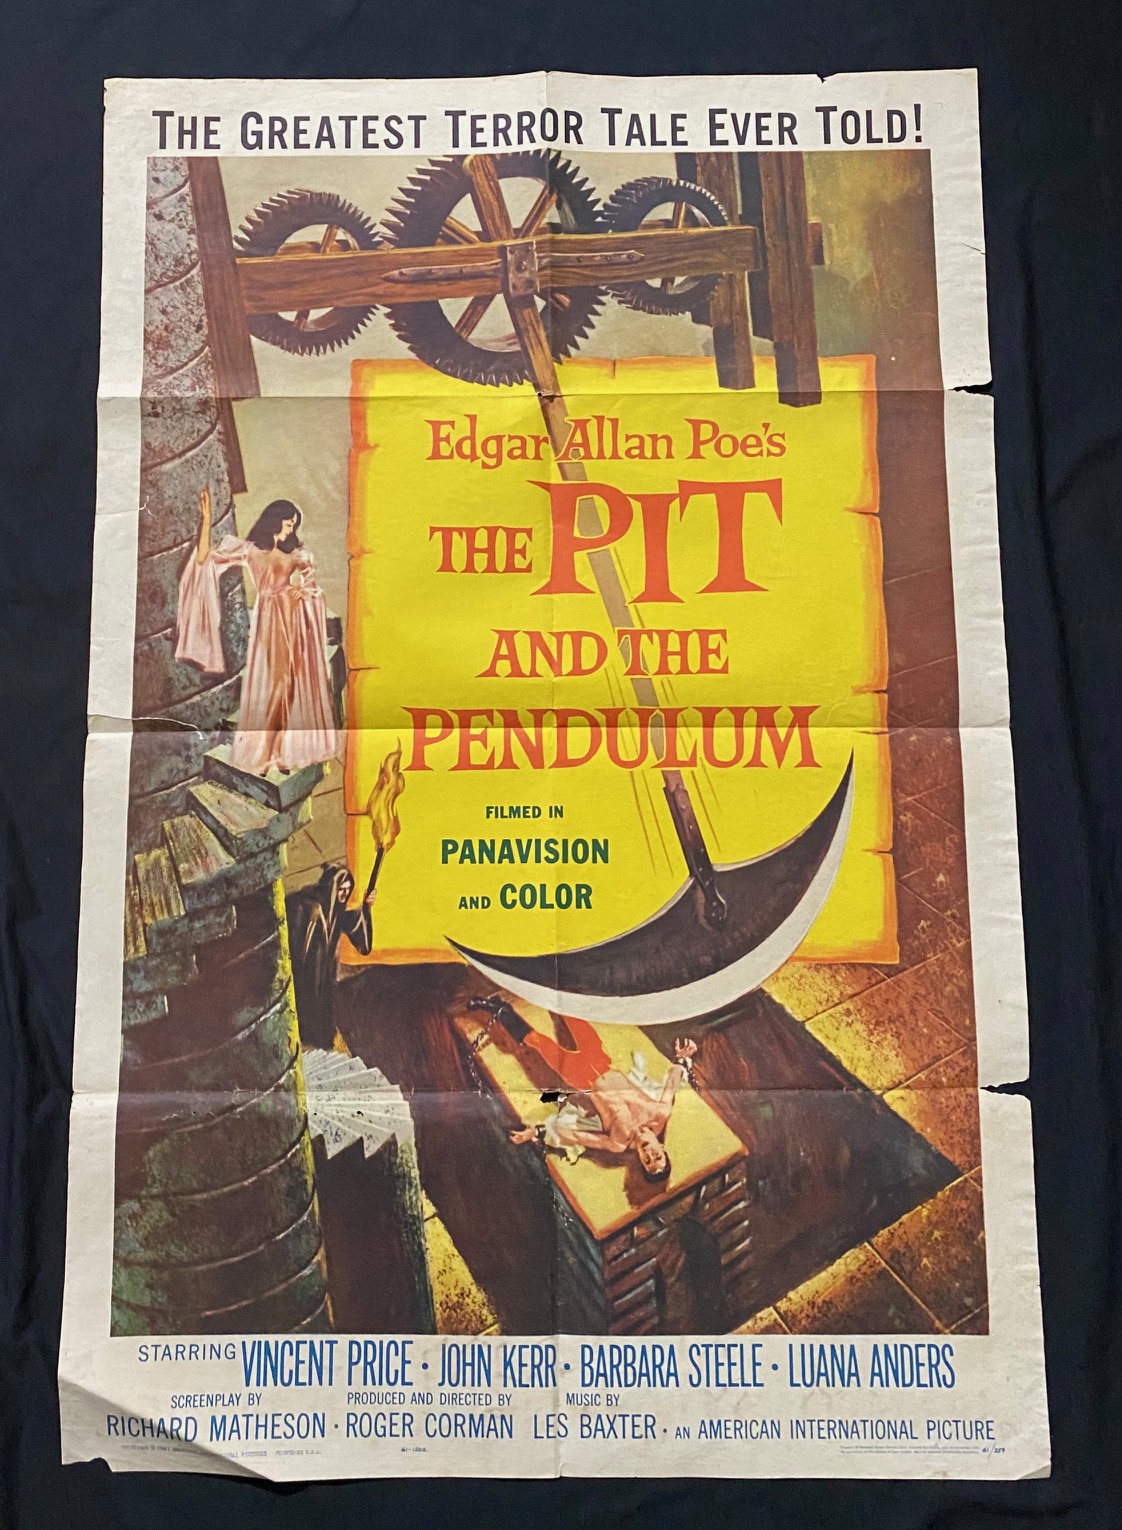 THE GREATEST TERROR TALE EVER TOLD!
Edgar Allan Poe's
THE PIT
AND THE
PENDULUM
FILMED IN
PANAVISION
AND COLOR
STARRING VINCENT PRICE · JOHN KERR · BARBARA STEELE · LUANA ANDERS
SCREENPLAY BY PRODUCED AND DIRECTED BY MUSIC BY
RICHARD MATHESON · ROGER CORMAN LES BAXTER · AN AMERICAN INTERNATIONAL PICTURE
61/259